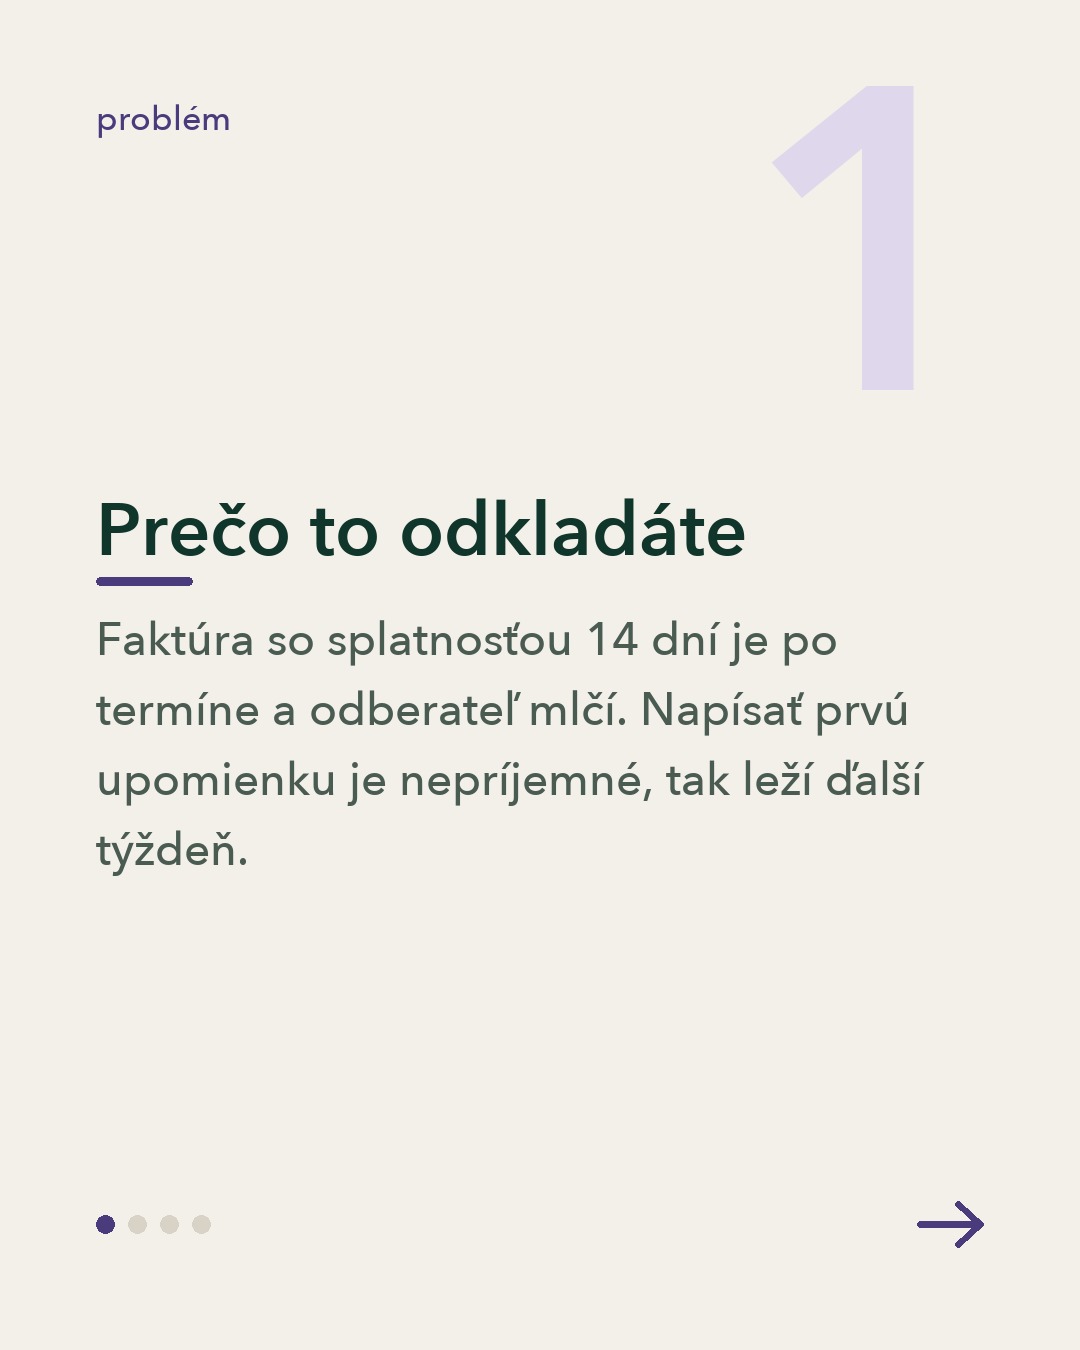 problém
1
Prečo to odkladáte
Faktúra so splatnosťou 14 dní je po
termíne a odberateľ mlčí. Napísať prvú
upomienku je nepríjemné, tak leží ďalší
týždeň.